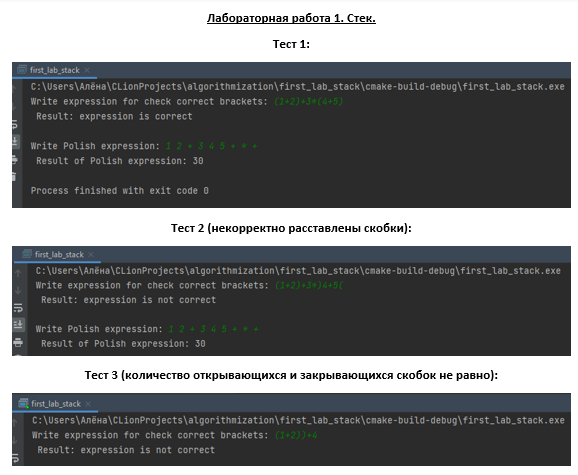 Лабораторная работа 1. Стек.
Тест 1:
first_lab_stack ×
C:\Users\Алёна\CLionProjects\algorithmization\first_lab_stack\cmake-build-debug\first_lab_stack.exe
Write expression for check correct brackets: (1+2)+3*(4+5)
Result: expression is correct
Write Polish expression: 1 2 + 3 4 5 + * +
Result of Polish expression: 30
Process finished with exit code 0
Тест 2 (некорректно расставлены скобки):
first_lab_stack ×
C:\Users\Алёна\CLionProjects\algorithmization\first_lab_stack\cmake-build-debug\first_lab_stack.exe
Write expression for check correct brackets: (1+2)+3*)4+5(
Result: expression is not correct
Write Polish expression: 1 2 + 3 4 5 + * +
Result of Polish expression: 30
Тест 3 (количество открывающихся и закрывающихся скобок не равно):
first_lab_stack ×
C:\Users\Алёна\CLionProjects\algorithmization\first_lab_stack\cmake-build-debug\first_lab_stack.exe
Write expression for check correct brackets: (1+2))+4
Result: expression is not correct